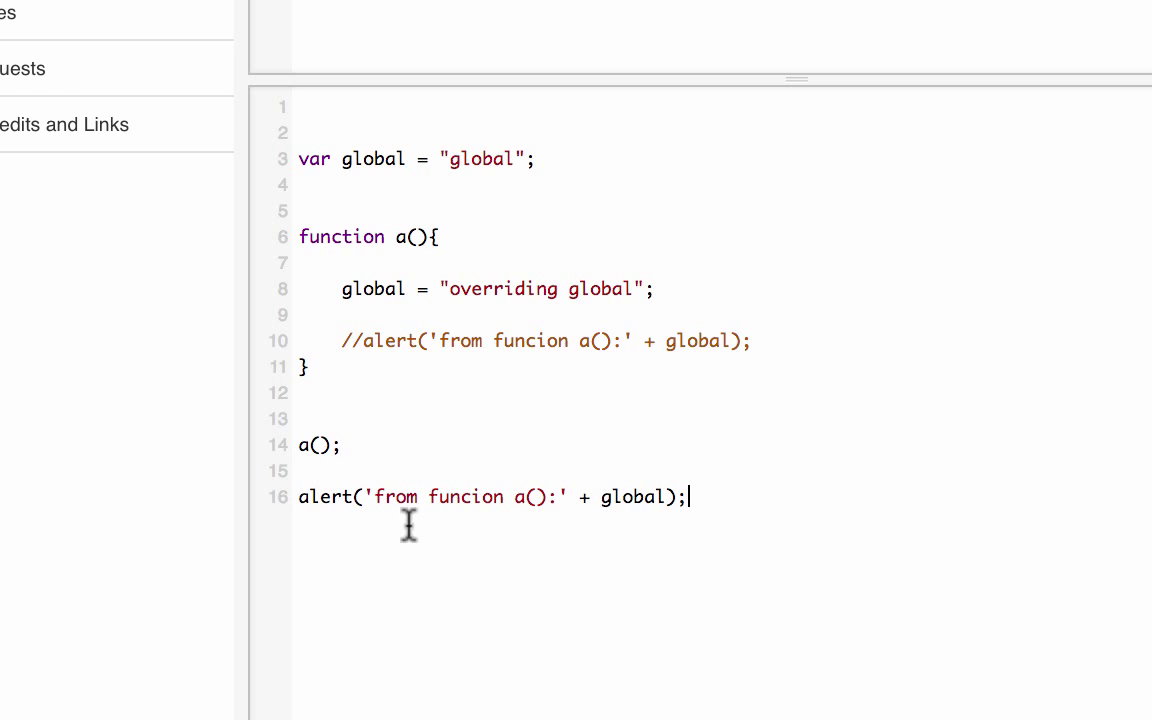 es
uests
edits and Links
1
2
3 var global = "global";
4
5
6 function a(){
7
8 global = "overriding global";
9
10 //alert('from funcion a():' + global);
11 }
12
13
14 a();
15
16 alert('from funcion a():' + global);